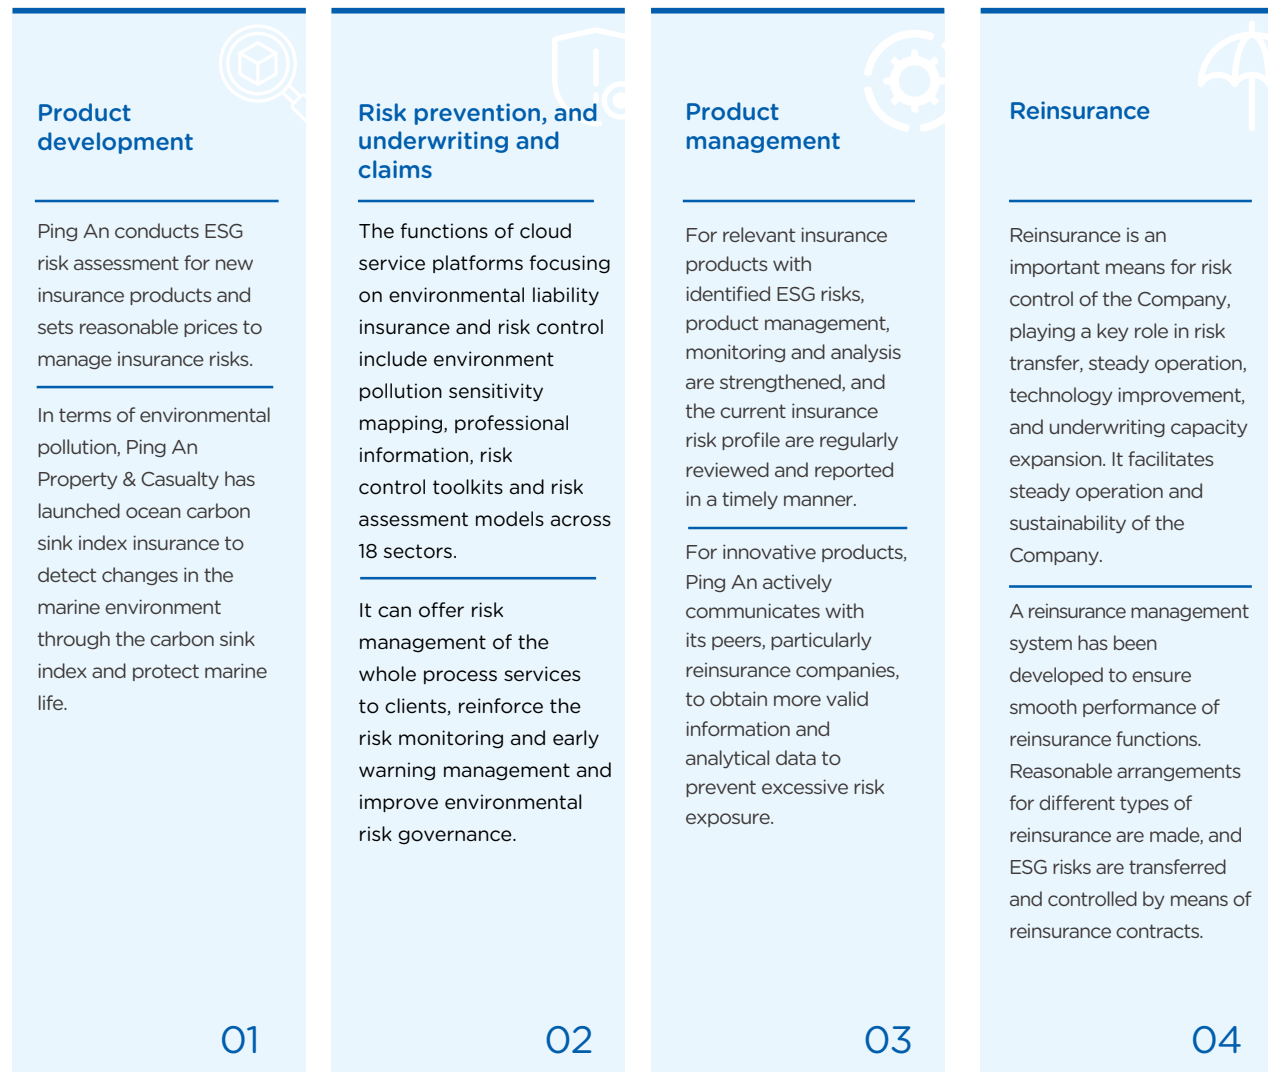 Product
development
Ping An conducts ESG
risk assessment for new
insurance products and
sets reasonable prices to
manage insurance risks.
In terms of environmental
pollution, Ping An
Property & Casualty has
launched ocean carbon
sink index insurance to
detect changes in the
marine environment
through the carbon sink
index and protect marine
life.
01
Risk prevention, and
underwriting and
claims
The functions of cloud
service platforms focusing
on environmental liability
insurance and risk control
include environment
pollution sensitivity
mapping, professional
information, risk
control toolkits and risk
assessment models across
18 sectors.
It can offer risk
management of the
whole process services
to clients, reinforce the
risk monitoring and early
warning management and
improve environmental
risk governance.
02
Product
management
For relevant insurance
products with
identified ESG risks,
product management,
monitoring and analysis
are strengthened, and
the current insurance
risk profile are regularly
reviewed and reported
in a timely manner.
For innovative products,
Ping An actively
communicates with
its peers, particularly
reinsurance companies,
to obtain more valid
information and
analytical data to
prevent excessive risk
exposure.
03
Reinsurance
Reinsurance is an
important means for risk
control of the Company,
playing a key role in risk
transfer, steady operation,
technology improvement,
and underwriting capacity
expansion. It facilitates
steady operation and
sustainability of the
Company.
A reinsurance management
system has been
developed to ensure
smooth performance of
reinsurance functions.
Reasonable arrangements
for different types of
reinsurance are made, and
ESG risks are transferred
and controlled by means of
reinsurance contracts.
04